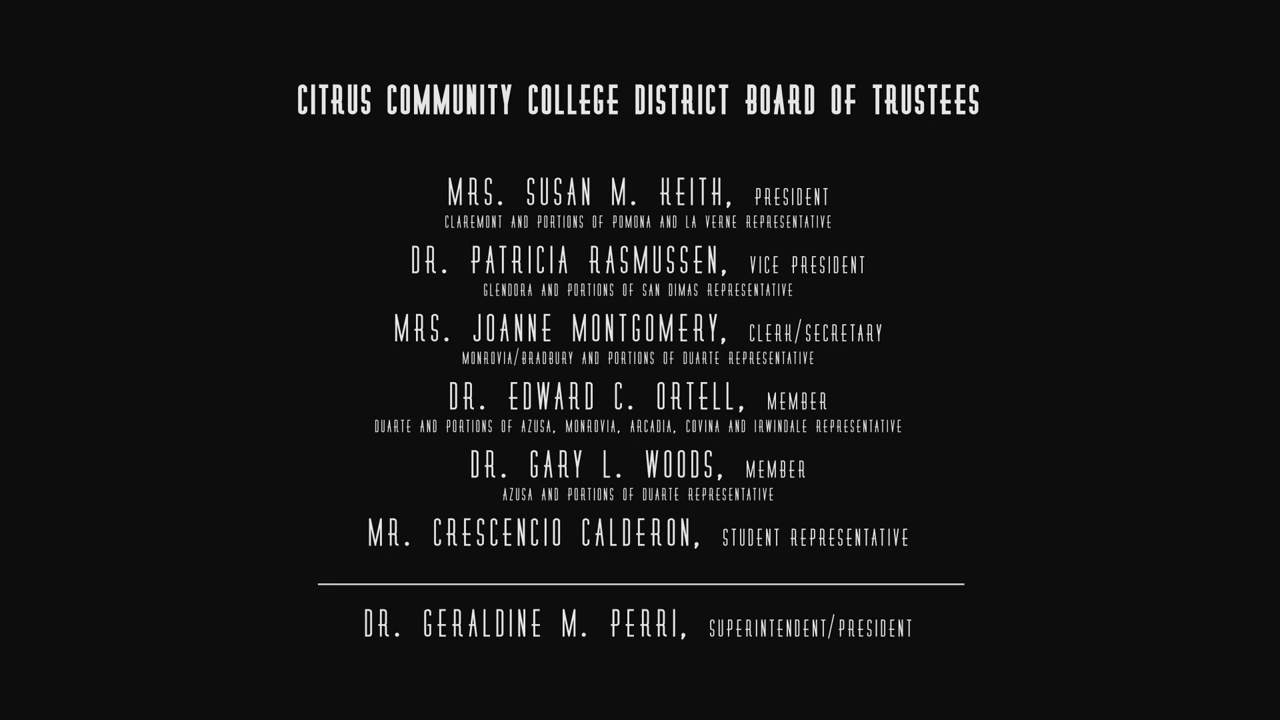 CITRUS COMMUNITY COLLEGE DISTRICT BOARD OF TRUSTEES
MRS. SUSAN M. KEITH, PRESIDENT
CLAREMONT AND PORTIONS OF POMONA AND LA VERNE REPRESENTATIVE
DR. PATRICIA RASMUSSEN, VICE PRESIDENT
GLENDORA AND PORTIONS OF SAN DIMAS REPRESENTATIVE
MRS. JOANNE MONTGOMERY, CLERK/SECRETARY
MONROVIA/BRADBURY AND PORTIONS OF DUARTE REPRESENTATIVE
DR. EDWARD C. ORTELL, MEMBER
DUARTE AND PORTIONS OF AZUSA, MONROVIA, ARCADIA, COVINA AND IRWINDALE REPRESENTATIVE
DR. GARY L. WOODS, MEMBER
AZUSA AND PORTIONS OF DUARTE REPRESENTATIVE
MR. CRESCENCIO CALDERON, STUDENT REPRESENTATIVE
DR. GERALDINE M. PERRI, SUPERINTENDENT/PRESIDENT